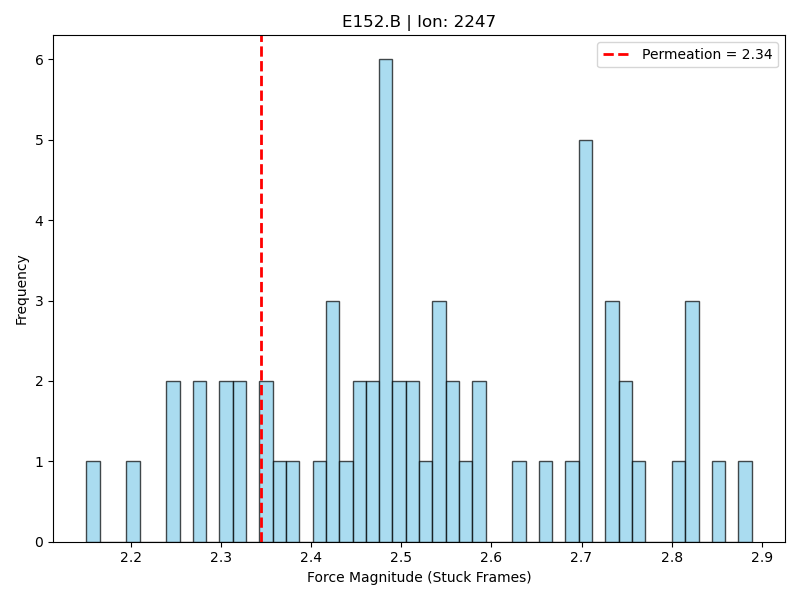 E152.B | Ion: 2247
Permeation = 2.34
Frequency
6
5
4
3
2
1
0
2.2 2.3 2.4 2.5 2.6 2.7 2.8 2.9
Force Magnitude (Stuck Frames)